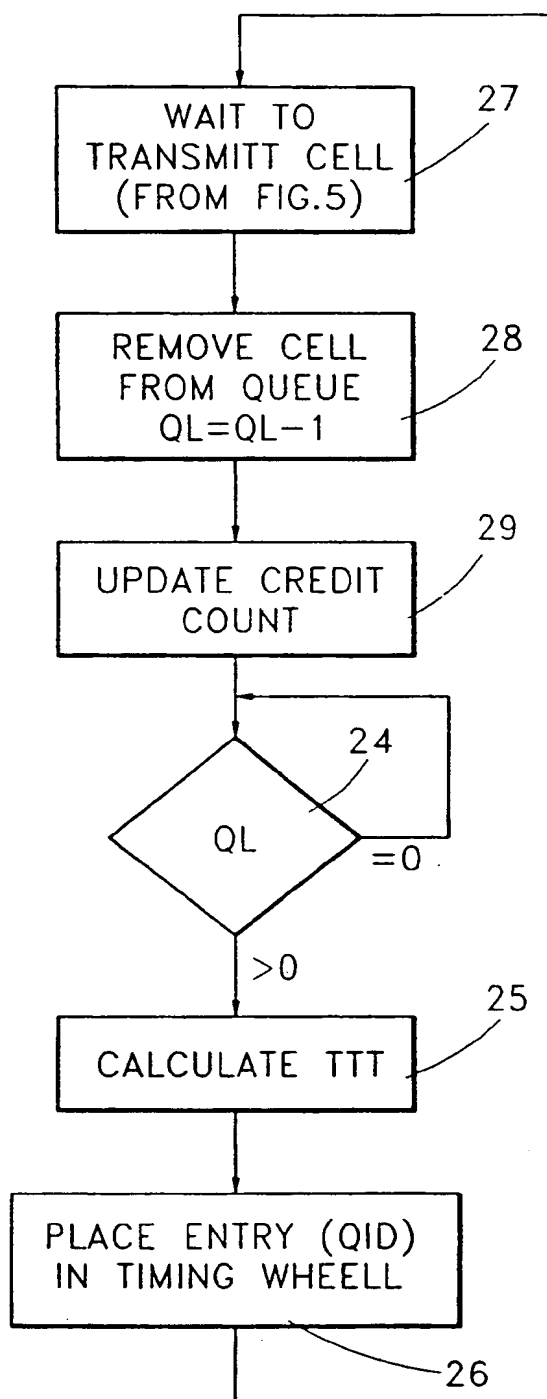 27
WAIT TO
TRANSMITT CELL
(FROM FIG.5)
28
REMOVE CELL
FROM QUEUE
QL=QL-1
29
UPDATE CREDIT
COUNT
24
QL
=0
>0
25
CALCULATE TTT
PLACE ENTRY (QID)
IN TIMING WHEELL
26